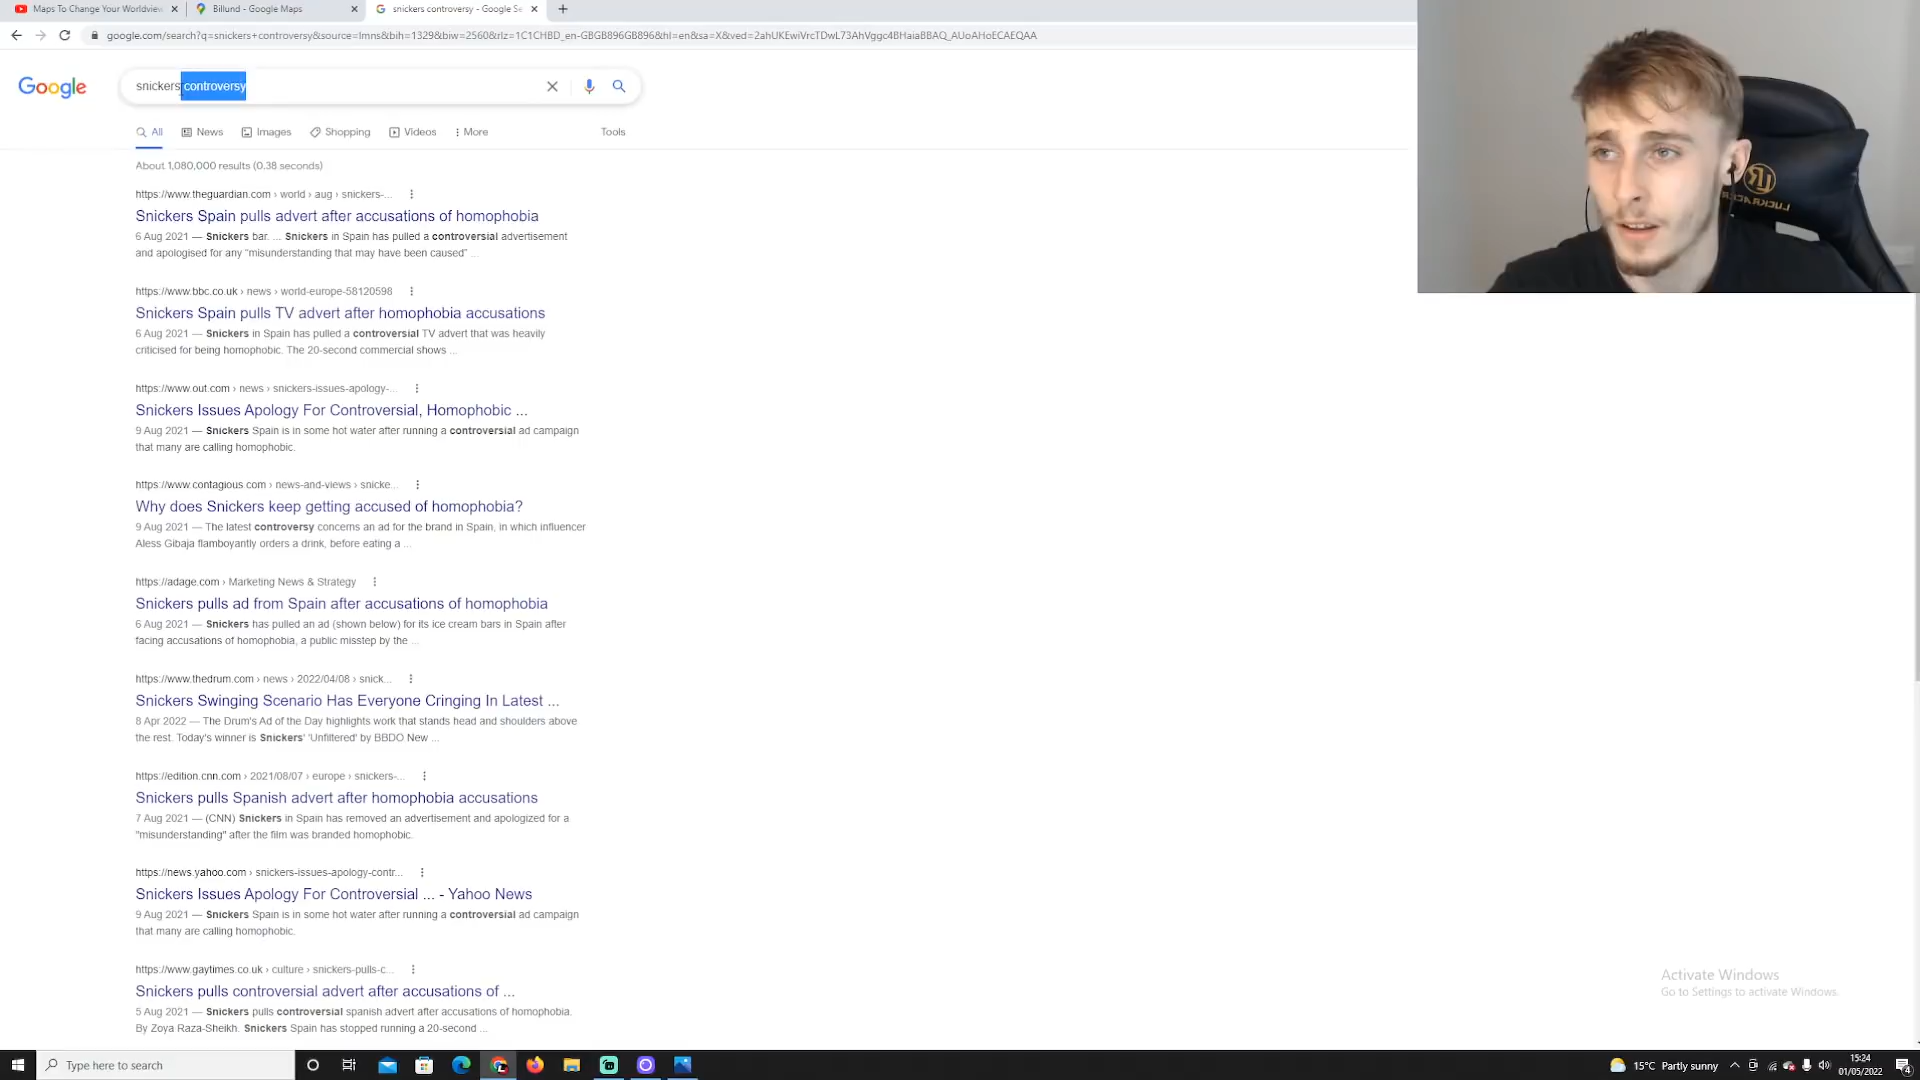 Maps To Change Your Worldview
Billund - Google Maps
snickers controversy - Google Se
google.com/search?q=snickers+controversy&source=lmns&bih=1329&biw=2560&rlz=1C1CHBD_en-GBGB896GB896&hl=en&sa=X&ved=2ahUKEwiVrcTDwL73AhVggc4BHaiaBBAQ_AUoAHoECAEQAA
Google
snickers controversy
All News Images Shopping Videos More Tools
About 1,080,000 results (0.38 seconds)
https://www.theguardian.com › world › aug › snickers-...
Snickers Spain pulls advert after accusations of homophobia
6 Aug 2021 — Snickers bar. ... Snickers in Spain has pulled a controversial advertisement
and apologised for any "misunderstanding that may have been caused" ...
https://www.bbc.co.uk › news › world-europe-58120598
Snickers Spain pulls TV advert after homophobia accusations
6 Aug 2021 — Snickers in Spain has pulled a controversial TV advert that was heavily
criticised for being homophobic. The 20-second commercial shows ...
https://www.out.com › news › snickers-issues-apology-...
Snickers Issues Apology For Controversial, Homophobic ...
9 Aug 2021 — Snickers Spain is in some hot water after running a controversial ad campaign
that many are calling homophobic.
https://www.contagious.com › news-and-views › snicke...
Why does Snickers keep getting accused of homophobia?
9 Aug 2021 — The latest controversy concerns an ad for the brand in Spain, in which influencer
Aless Gibaja flamboyantly orders a drink, before eating a ...
https://adage.com › Marketing News & Strategy
Snickers pulls ad from Spain after accusations of homophobia
6 Aug 2021 — Snickers has pulled an ad (shown below) for its ice cream bars in Spain after
facing accusations of homophobia, a public misstep by the ...
https://www.thedrum.com › news › 2022/04/08 › snick...
Snickers Swinging Scenario Has Everyone Cringing In Latest ...
8 Apr 2022 — The Drum's Ad of the Day highlights work that stands head and shoulders above
the rest. Today's winner is Snickers' 'Unfiltered' by BBDO New ...
https://edition.cnn.com › 2021/08/07 › europe › snickers-...
Snickers pulls Spanish advert after homophobia accusations
7 Aug 2021 — (CNN) Snickers in Spain has removed an advertisement and apologized for a
"misunderstanding" after the film was branded homophobic.
https://news.yahoo.com › snickers-issues-apology-contr...
Snickers Issues Apology For Controversial ... - Yahoo News
9 Aug 2021 — Snickers Spain is in some hot water after running a controversial ad campaign
that many are calling homophobic.
https://www.gaytimes.co.uk › culture › snickers-pulls-c...
Snickers pulls controversial advert after accusations of ...
5 Aug 2021 — Snickers pulls controversial spanish advert after accusations of homophobia.
By Zoya Raza-Sheikh. Snickers Spain has stopped running a 20-second ...
LUCKRACER
Activate Windows
Go to Settings to activate Windows.
Type here to search
15°C Partly sunny
15:24
01/05/2022
4